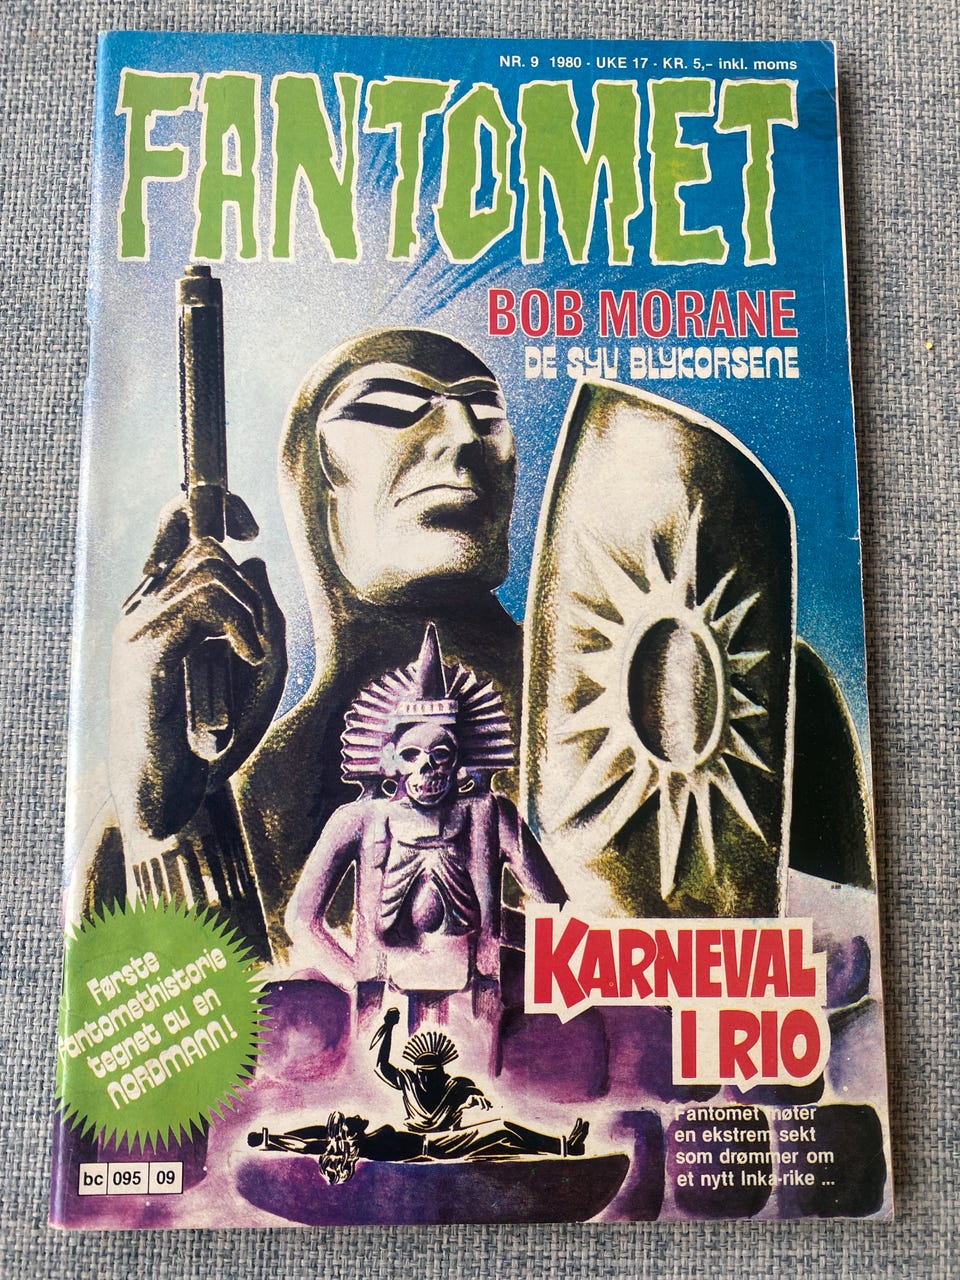 NR. 9 1980 - UKE 17 - KR. 5,- inkl. moms
FANTOMET
BOB MORANE
DE SYV BLYKORSENE
KARNEVAL
I RIO
Fantomet møter
en ekstrem sekt
som drømmer om
et nytt Inka-rike ...
Første
Fantomethistorie
tegnet av en
NORDMANN!
bc 095 09